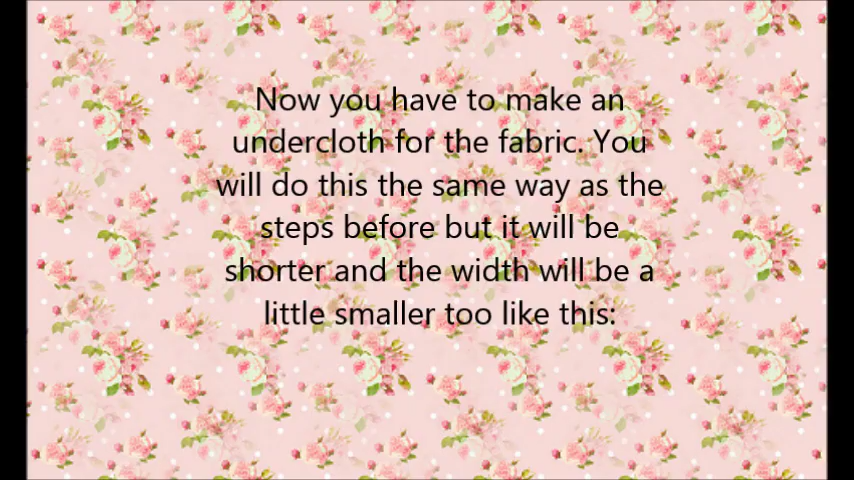 Now you have to make an
undercloth for the fabric. You
will do this the same way as the
steps before but it will be
shorter and the width will be a
little smaller too like this: